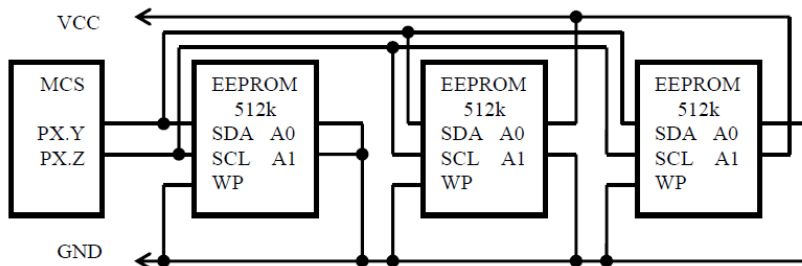 VCC
MCS
PX.Y
PX.Z
EEPROM
512k
SDA A0
SCL A1
WP
EEPROM
512k
SDA A0
SCL A1
WP
EEPROM
512k
SDA A0
SCL A1
WP
GND